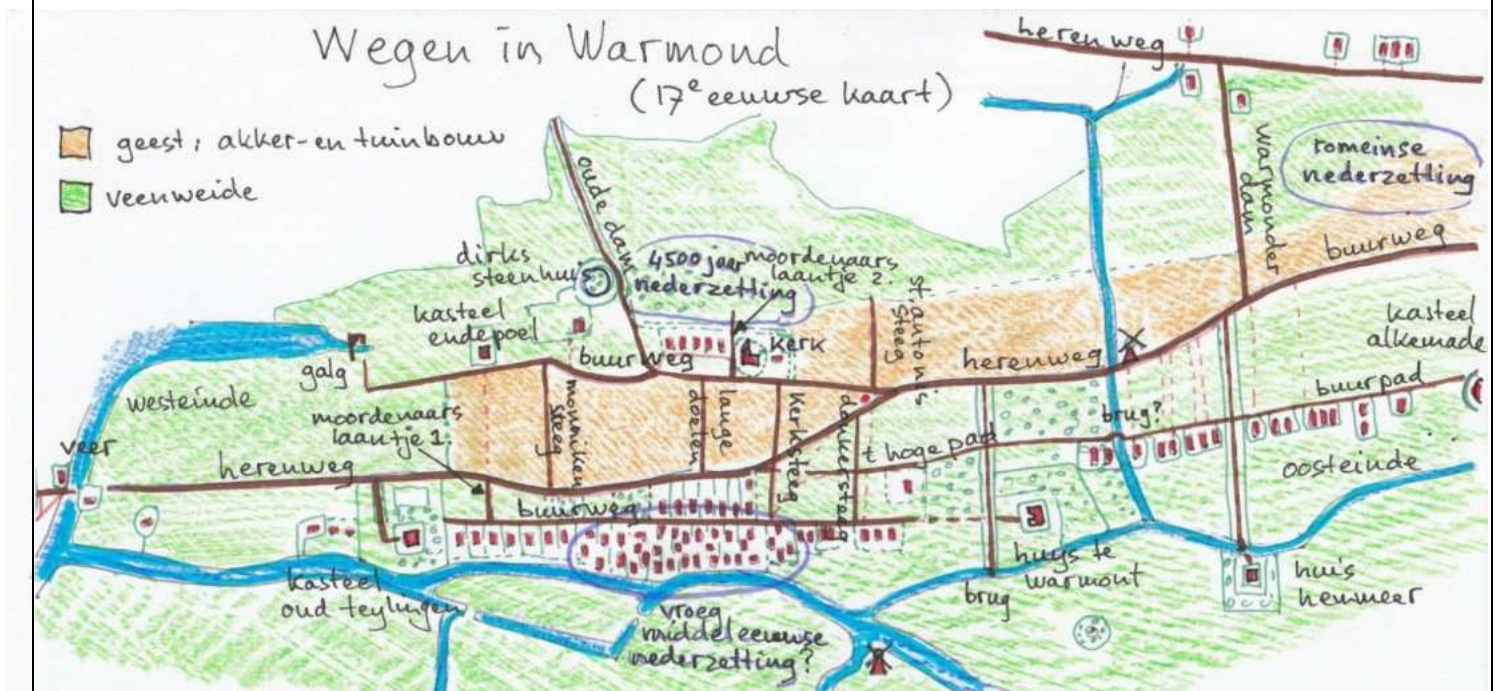 Wegen in Warmond
(17e eeuwse kaart)
geest; akker-en tuinbouw
veenweide
herenweg
warmonder
dam
romeinse
nederzetting
buurweg
oude dam
dirks
steenhuis
4500 jaar
nederzetting
moordenaars
laantje 2.
kasteel
endepoel
st. antonis
steeg
kerk
buurweg
herenweg
kasteel
alkemade
galg
westeinde
moordenaars
laantje 1.
monniken
steeg
lange
doelen
kerksteeg
dankersteeg
t hoge pad
brug?
buurpad
oosteinde
veer
herenweg
buurweg
kasteel
oud teylingen
vroeg
middeleeuwse
nederzetting?
brug
huys te
warmont
huis
henmeer